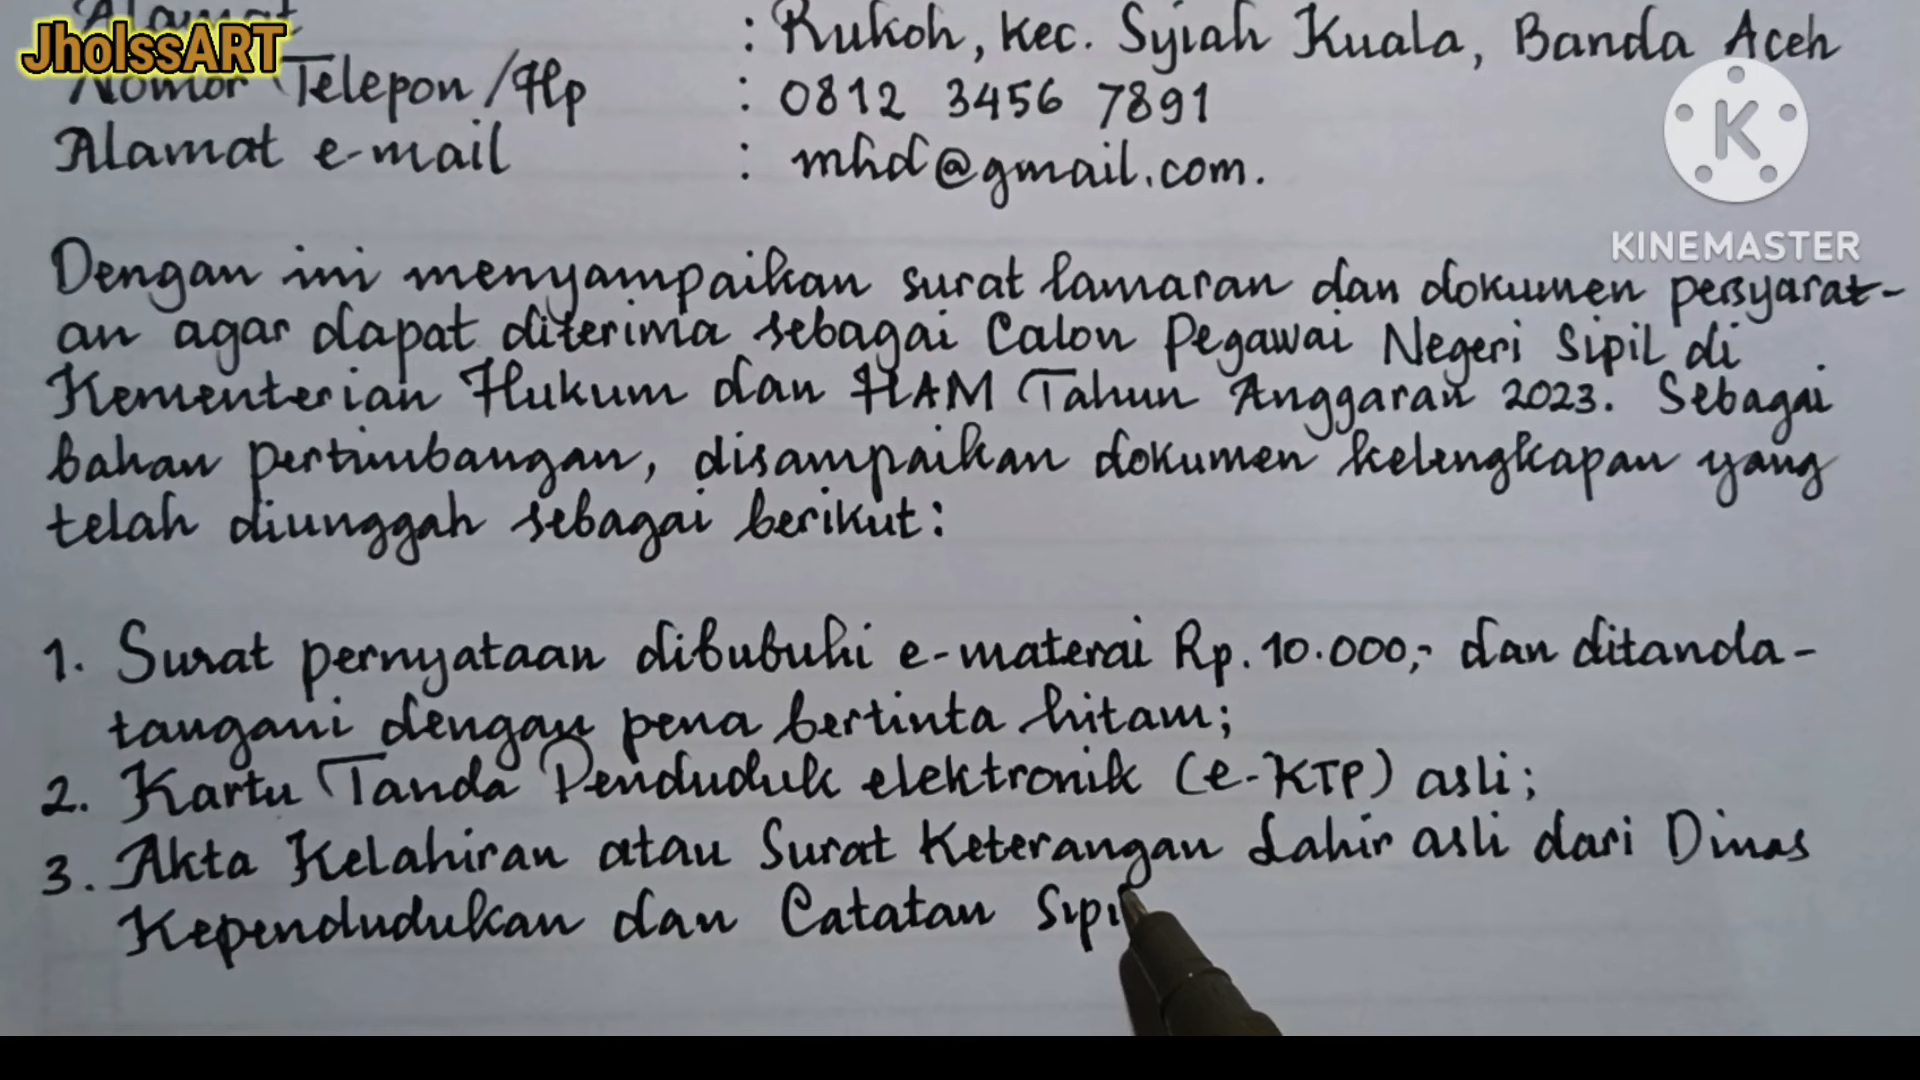 Alamat : Rukoh, Kec. Syiah Kuala, Banda Aceh
JholssART
Nomor Telepon/Hp : 0812 3456 7891
Alamat e-mail : mhd@gmail.com.
K
KINEMASTER
Dengan ini menyampaikan surat lamaran dan dokumen persyarat-
an agar dapat diterima sebagai Calon Pegawai Negeri Sipil di
Kementerian Hukum dan HAM Tahun Anggaran 2023. Sebagai
bahan pertimbangan, disampaikan dokumen kelengkapan yang
telah diunggah sebagai berikut:
1. Surat pernyataan dibubuhi e-materai Rp. 10.000,- dan ditanda-
tangani dengan pena bertinta hitam;
2. Kartu Tanda Penduduk elektronik (e-KTP) asli;
3. Akta Kelahiran atau Surat Keterangan Lahir asli dari Dinas
Kependudukan dan Catatan Sipi